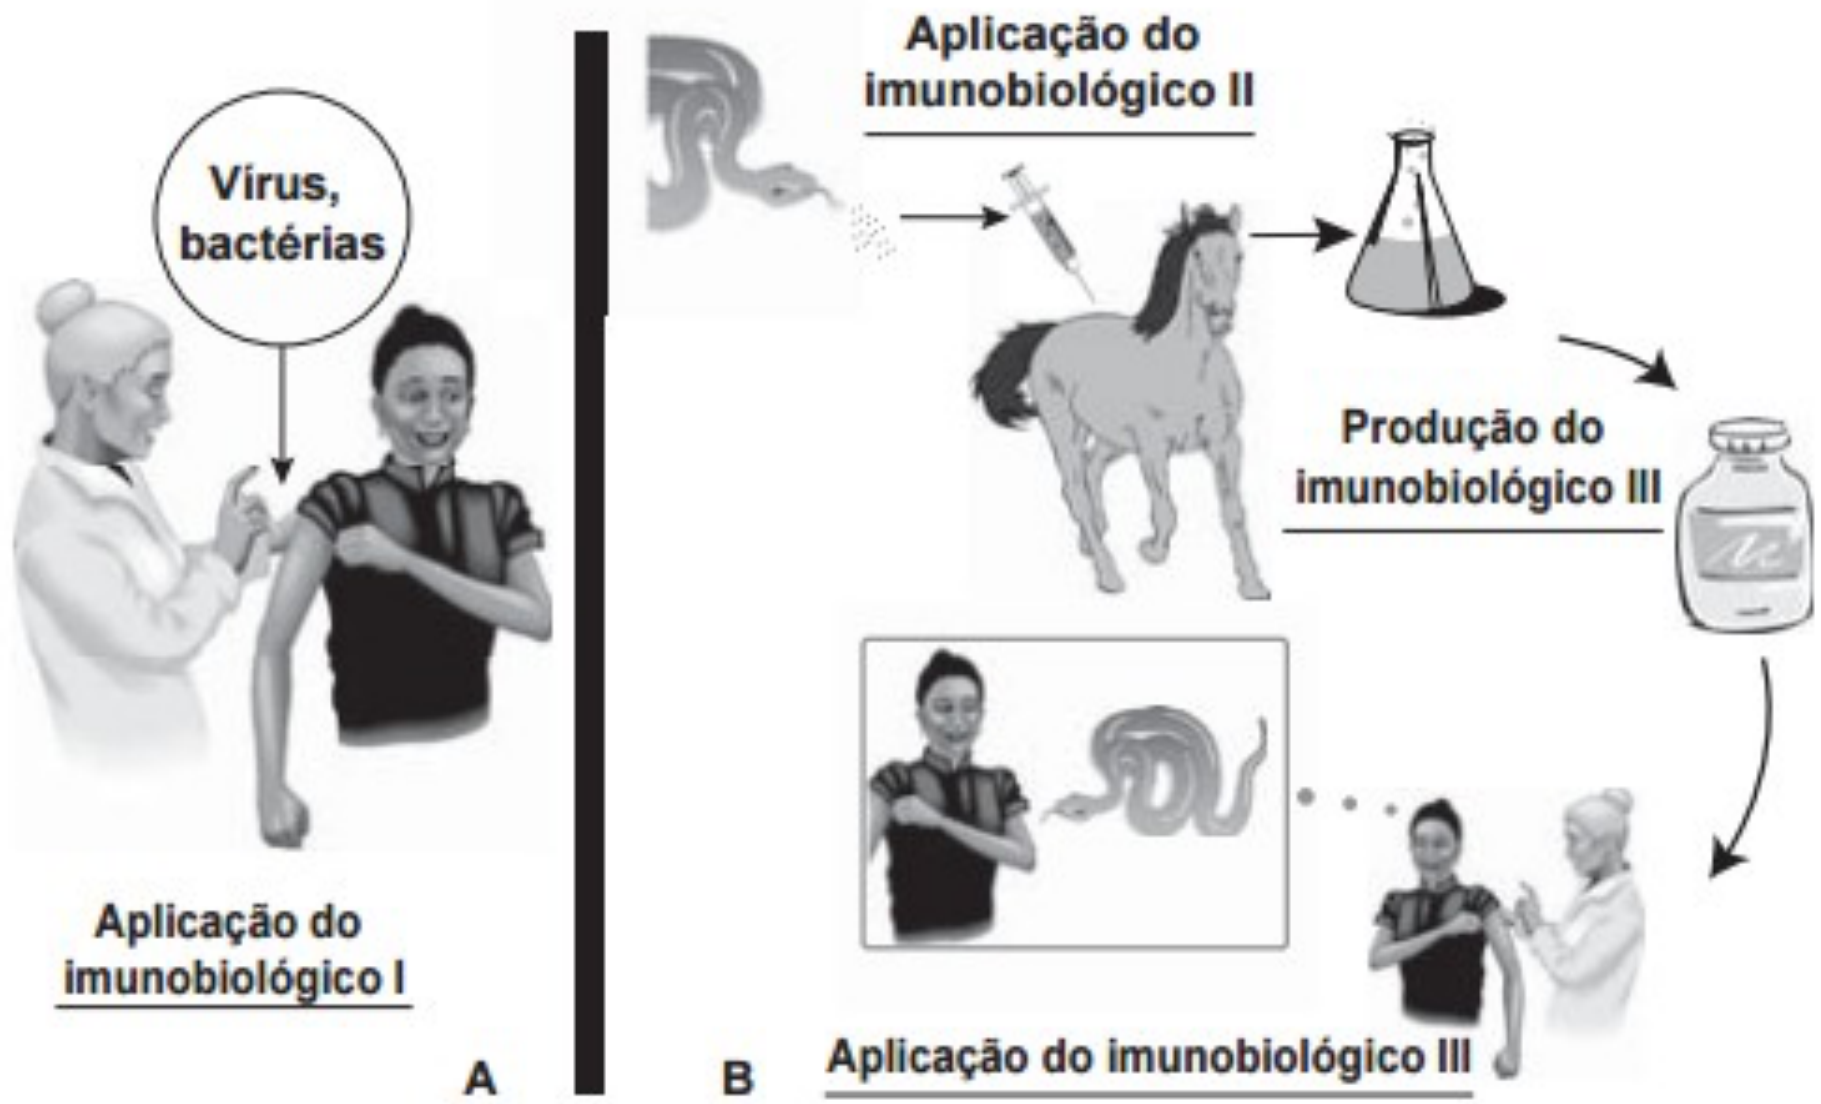 Vírus,
bactérias
Aplicação do
imunobiológico I
A
Aplicação do
imunobiológico II
Produção do
imunobiológico III
Aplicação do imunobiológico III
B